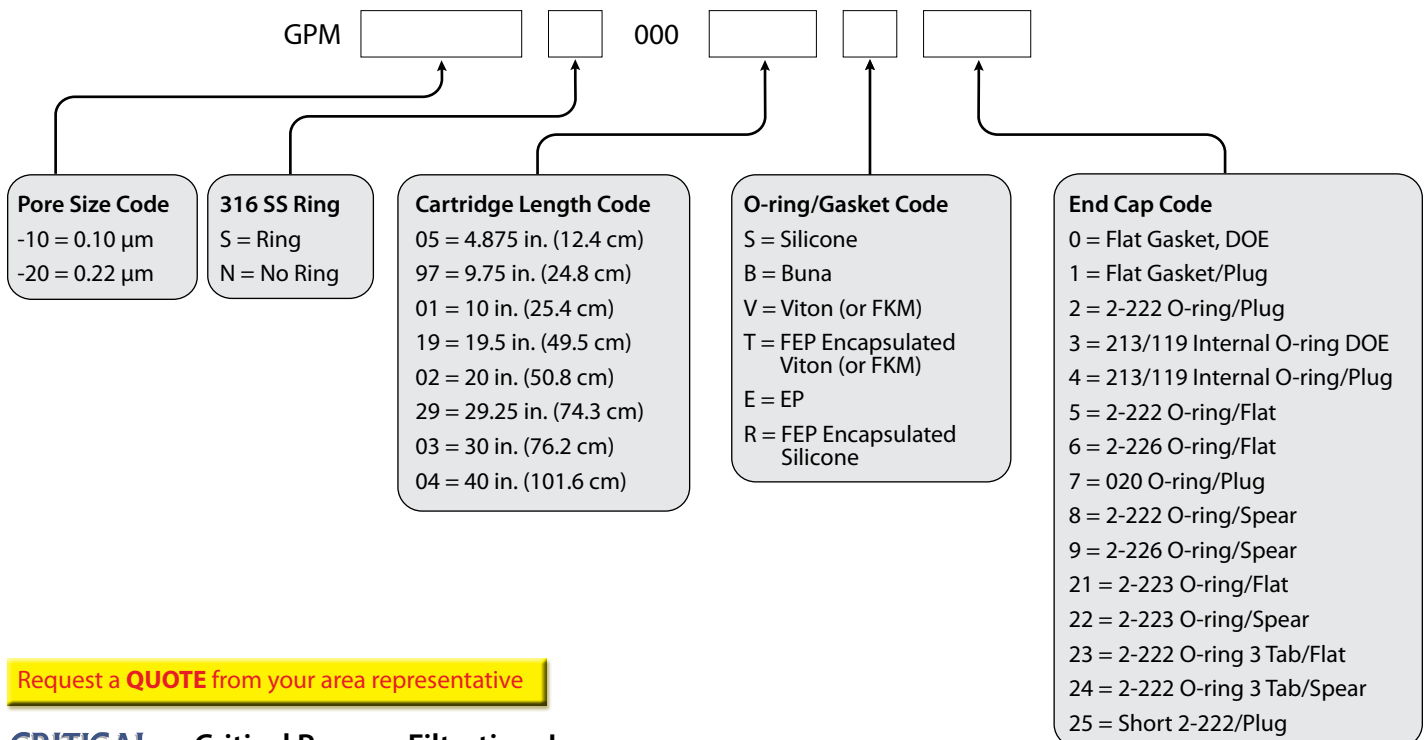 GPM 000
Pore Size Code
-10 = 0.10 µm
-20 = 0.22 µm
316 SS Ring
S = Ring
N = No Ring
Cartridge Length Code
05 = 4.875 in. (12.4 cm)
97 = 9.75 in. (24.8 cm)
01 = 10 in. (25.4 cm)
19 = 19.5 in. (49.5 cm)
02 = 20 in. (50.8 cm)
29 = 29.25 in. (74.3 cm)
03 = 30 in. (76.2 cm)
04 = 40 in. (101.6 cm)
O-ring/Gasket Code
S = Silicone
B = Buna
V = Viton (or FKM)
T = FEP Encapsulated
Viton (or FKM)
E = EP
R = FEP Encapsulated
Silicone
End Cap Code
0 = Flat Gasket, DOE
1 = Flat Gasket/Plug
2 = 2-222 O-ring/Plug
3 = 213/119 Internal O-ring DOE
4 = 213/119 Internal O-ring/Plug
5 = 2-222 O-ring/Flat
6 = 2-226 O-ring/Flat
7 = 020 O-ring/Plug
8 = 2-222 O-ring/Spear
9 = 2-226 O-ring/Spear
21 = 2-223 O-ring/Flat
22 = 2-223 O-ring/Spear
23 = 2-222 O-ring 3 Tab/Flat
24 = 2-222 O-ring 3 Tab/Spear
25 = Short 2-222/Plug
Request a QUOTE from your area representative